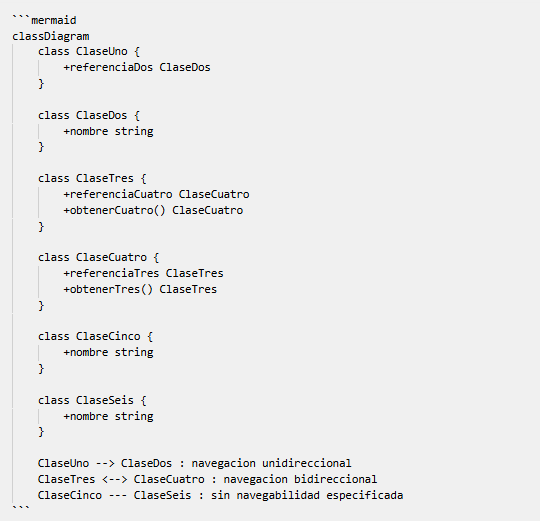 ```mermaid
classDiagram
    class ClaseUno {
        +referenciaDos ClaseDos
    }

    class ClaseDos {
        +nombre string
    }

    class ClaseTres {
        +referenciaCuatro ClaseCuatro
        +obtenerCuatro() ClaseCuatro
    }

    class ClaseCuatro {
        +referenciaTres ClaseTres
        +obtenerTres() ClaseTres
    }

    class ClaseCinco {
        +nombre string
    }

    class ClaseSeis {
        +nombre string
    }

    ClaseUno --> ClaseDos : navegacion unidireccional
    ClaseTres <--> ClaseCuatro : navegacion bidireccional
    ClaseCinco --- ClaseSeis : sin navegabilidad especificada
```